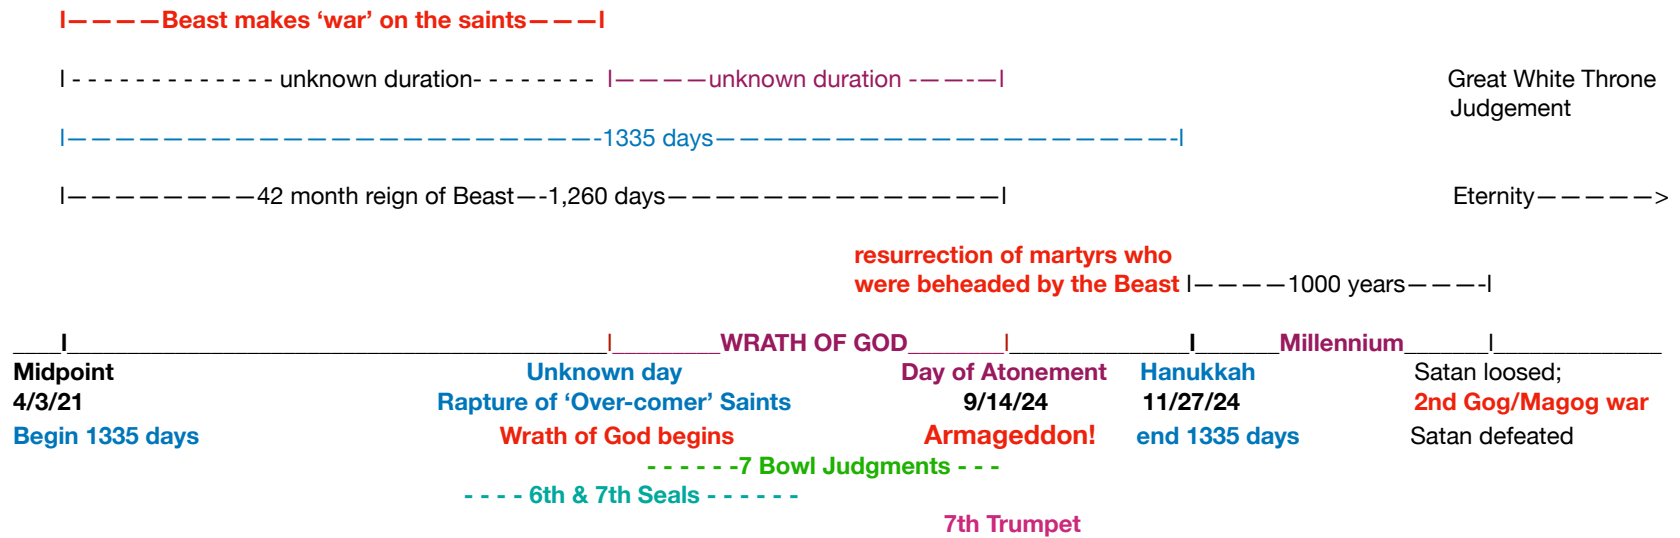 I————Beast makes ‘war’ on the saints———I
I - - - - - - - - - - - - - unknown duration- - - - - - - - I————unknown duration -——-—I Great White Throne
Judgement
I——————————————————————-1335 days———————————————————-I
I————————42 month reign of Beast—-1,260 days——————————————I Eternity—————>
resurrection of martyrs who
were beheaded by the Beast I————1000 years———-I
____I_____________________________________________I_________WRATH OF GOD________I_______________I_______Millennium_______I______________
Midpoint Unknown day Day of Atonement Hanukkah Satan loosed;
4/3/21 Rapture of ‘Over-comer’ Saints 9/14/24 11/27/24 2nd Gog/Magog war
Begin 1335 days Wrath of God begins Armageddon! end 1335 days Satan defeated
- - - - - -7 Bowl Judgments - - -
- - - - 6th & 7th Seals - - - - - -
7th Trumpet